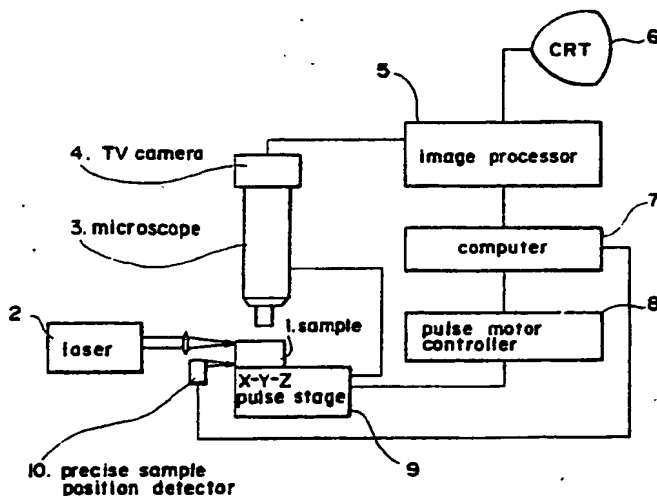 CRT
6
5
image processor
4. TV camera
3. microscope
7
computer
8
pulse motor
controller
2
laser
1. sample
X-Y-Z
pulse stage
9
10. precise sample
position detector